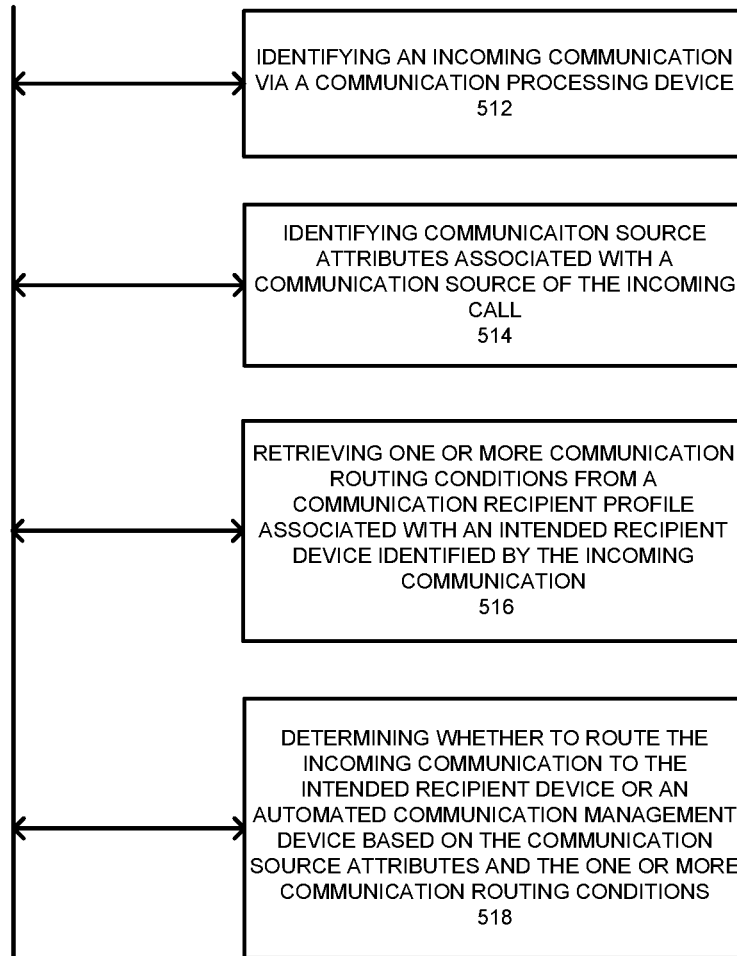 IDENTIFYING AN INCOMING COMMUNICATION
VIA A COMMUNICATION PROCESSING DEVICE
512
IDENTIFYING COMMUNICAITON SOURCE
ATTRIBUTES ASSOCIATED WITH A
COMMUNICATION SOURCE OF THE INCOMING
CALL
514
RETRIEVING ONE OR MORE COMMUNICATION
ROUTING CONDITIONS FROM A
COMMUNICATION RECIPIENT PROFILE
ASSOCIATED WITH AN INTENDED RECIPIENT
DEVICE IDENTIFIED BY THE INCOMING
COMMUNICATION
516
DETERMINING WHETHER TO ROUTE THE
INCOMING COMMUNICATION TO THE
INTENDED RECIPIENT DEVICE OR AN
AUTOMATED COMMUNICATION MANAGEMENT
DEVICE BASED ON THE COMMUNICATION
SOURCE ATTRIBUTES AND THE ONE OR MORE
COMMUNICATION ROUTING CONDITIONS
518